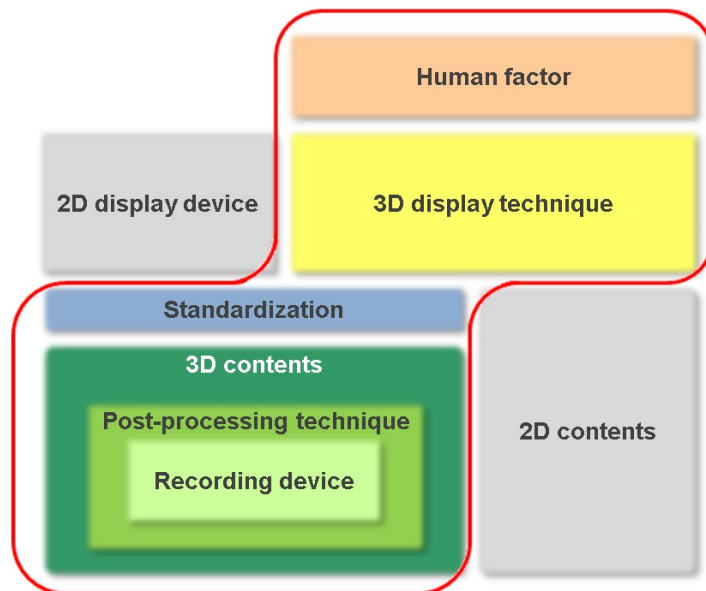 Human factor
2D display device
3D display technique
Standardization
3D contents
Post-processing technique
Recording device
2D contents